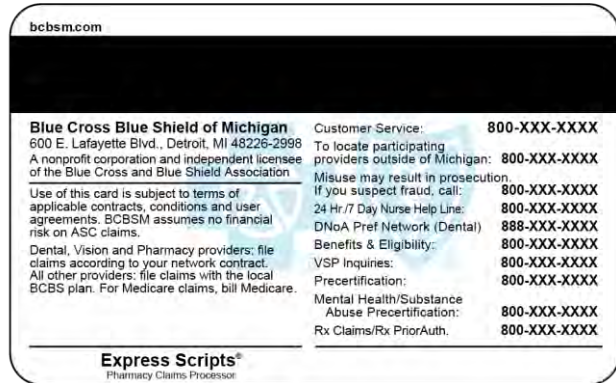 bcbsm.com
Blue Cross Blue Shield of Michigan
600 E. Lafayette Blvd., Detroit, MI 48226-2998
A nonprofit corporation and independent licensee
of the Blue Cross and Blue Shield Association
Use of this card is subject to terms of
applicable contracts, conditions and user
agreements. BCBSM assumes no financial
risk on ASC claims.
Dental, Vision and Pharmacy providers: file
claims according to your network contract.
All other providers: file claims with the local
BCBS plan. For Medicare claims, bill Medicare.
Express Scripts®
Pharmacy Claims Processor
Customer Service: 800-XXX-XXXX
To locate participating
providers outside of Michigan: 800-XXX-XXXX
Misuse may result in prosecution.
If you suspect fraud, call: 800-XXX-XXXX
24 Hr./7 Day Nurse Help Line: 800-XXX-XXXX
DNoA Pref Network (Dental) 888-XXX-XXXX
Benefits & Eligibility: 800-XXX-XXXX
VSP Inquiries: 800-XXX-XXXX
Precertification: 800-XXX-XXXX
Mental Health/Substance
Abuse Precertification: 800-XXX-XXXX
Rx Claims/Rx PriorAuth. 800-XXX-XXXX